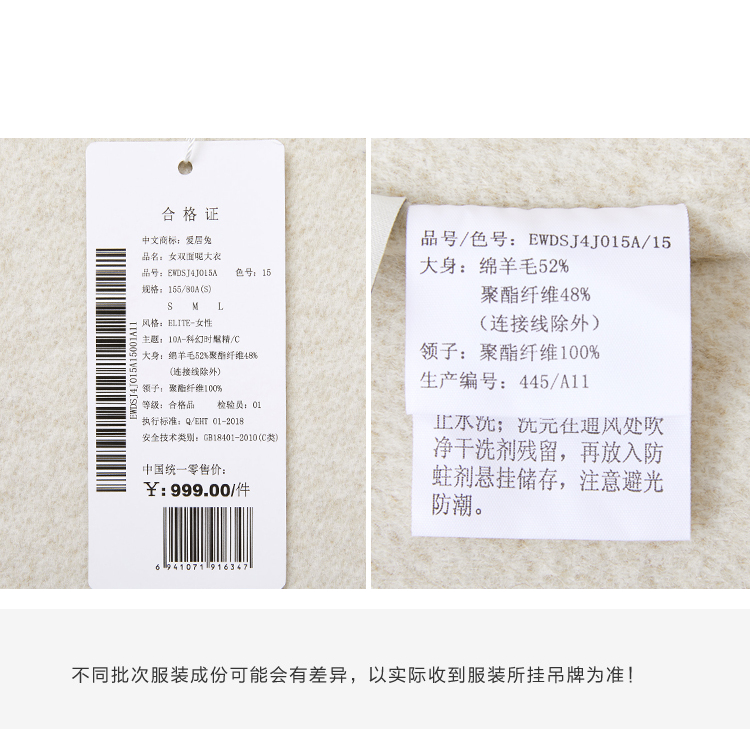 合格证
中文商标：爱居兔
品名：女双面呢大衣
品号：EWDSJ4J015A 色号：15
规格：155/80A(S)
S M L
风格：ELITE-女性
主题：10A-科幻时髦精/C
大身：绵羊毛52%聚酯纤维48%
(连接线除外)
领子：聚酯纤维100%
等级：合格品 检验员：01
执行标准：Q/EHT 01-2018
安全技术类别：GB18401-2010(C类)
中国统一零售价：
¥:999.00/件
6 941071 916347
EWDSJ4J015A15001A11
品号/色号：EWDSJ4J015A/15
大身：绵羊毛52%
聚酯纤维48%
（连接线除外）
领子：聚酯纤维100%
生产编号：445/A11
止水洗；洗完在通风处吹
净干洗剂残留，再放入防
蛀剂悬挂储存，注意避光
防潮。
不同批次服装成份可能会有差异，以实际收到服装所挂吊牌为准！